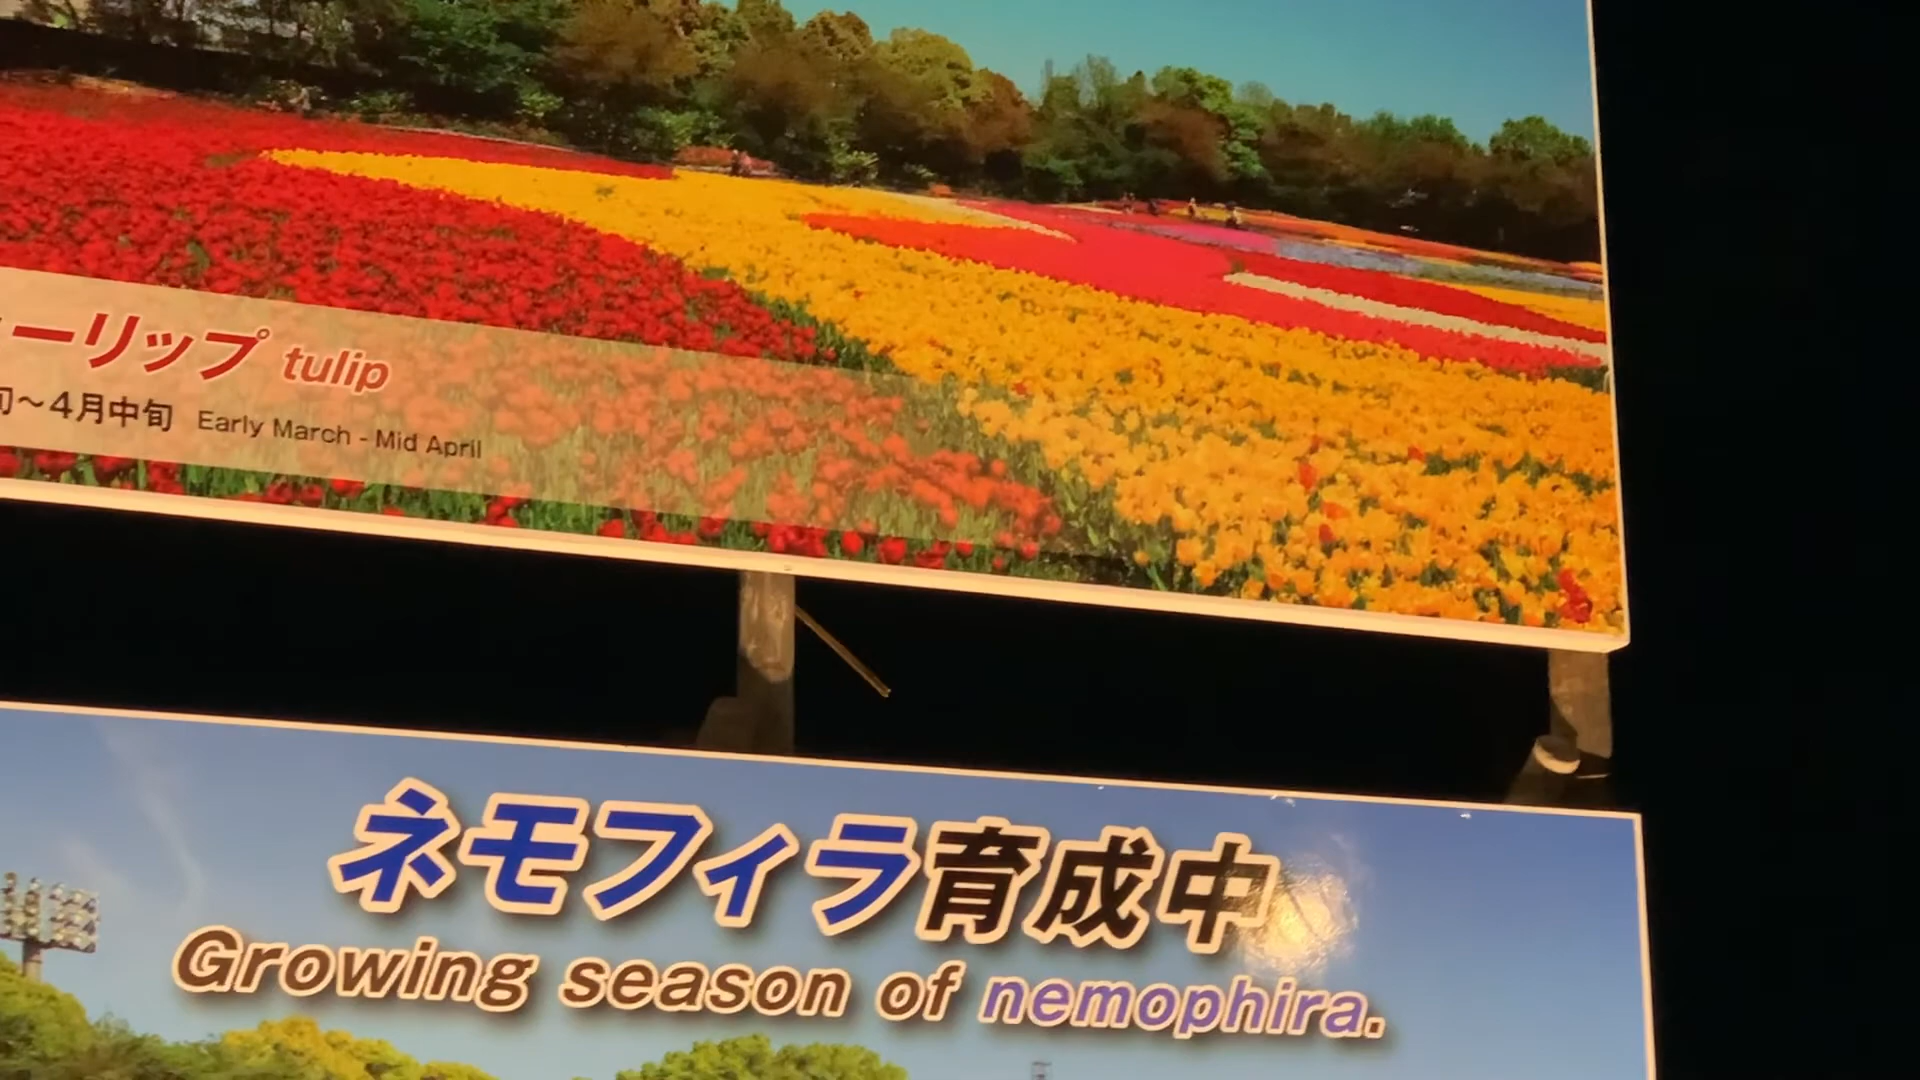 ーリップ tulip
旬～4月中旬 Early March - Mid April
ネモフィラ育成中
Growing season of nemophira.